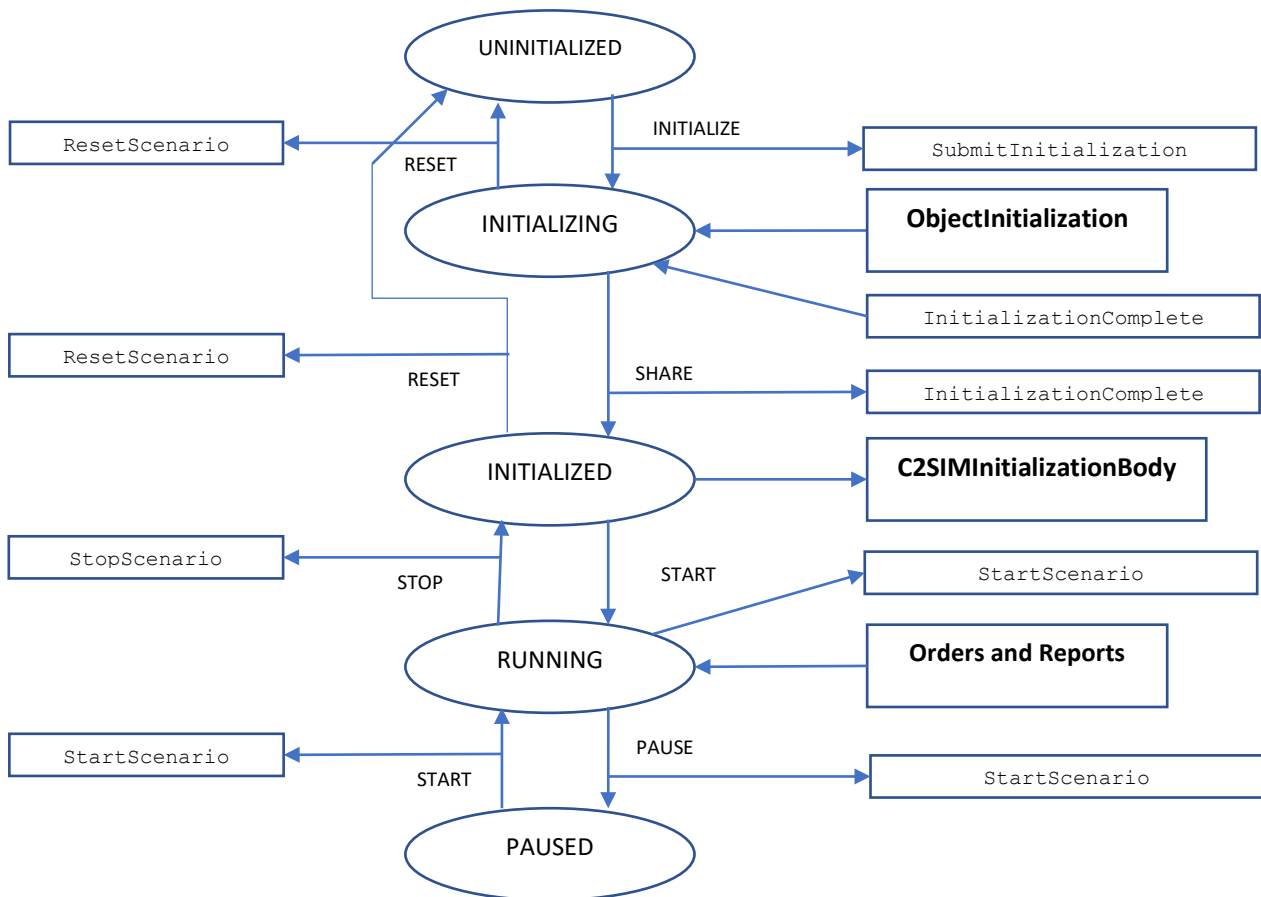 UNINITIALIZED
INITIALIZE
ResetScenario
SubmitInitialization
RESET
INITIALIZING
ObjectInitialization
InitializationComplete
ResetScenario
RESET
SHARE
InitializationComplete
INITIALIZED
C2SIMInitializationBody
StopScenario
STOP
START
StartScenario
RUNNING
Orders and Reports
StartScenario
START
PAUSE
StartScenario
PAUSED